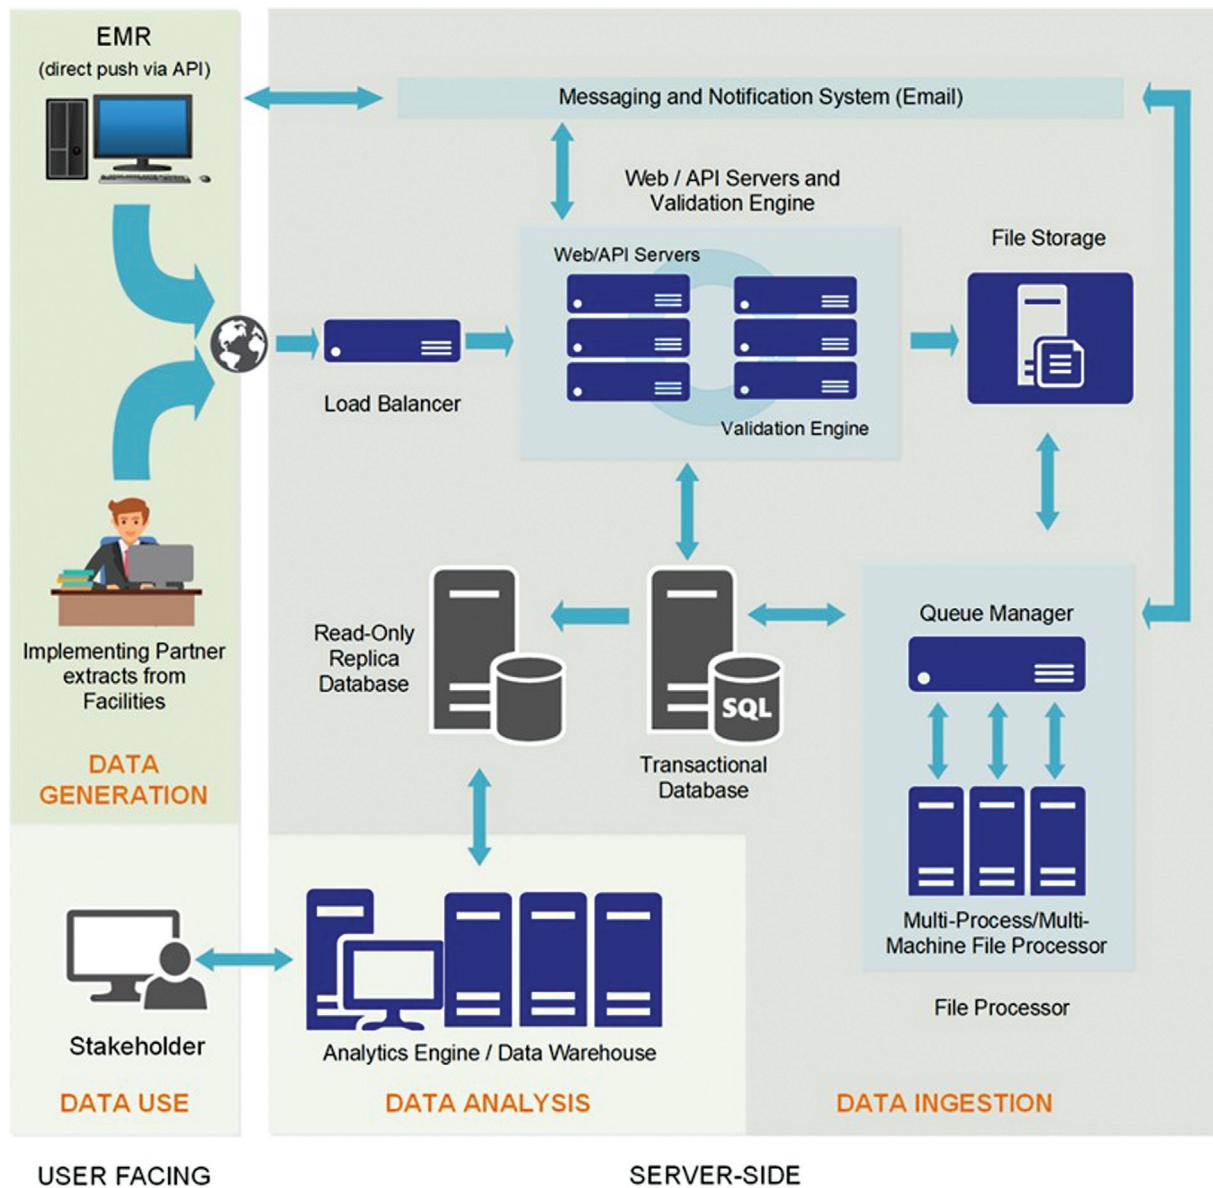 EMR
(direct push via API)
Messaging and Notification System (Email)
Web / API Servers and
Validation Engine
Web/API Servers
Validation Engine
File Storage
Load Balancer
Implementing Partner
extracts from
Facilities
DATA
GENERATION
Read-Only
Replica
Database
SQL
Transactional
Database
Queue Manager
Multi-Process/Multi-
Machine File Processor
File Processor
Stakeholder
DATA USE
Analytics Engine / Data Warehouse
DATA ANALYSIS
DATA INGESTION
USER FACING
SERVER-SIDE